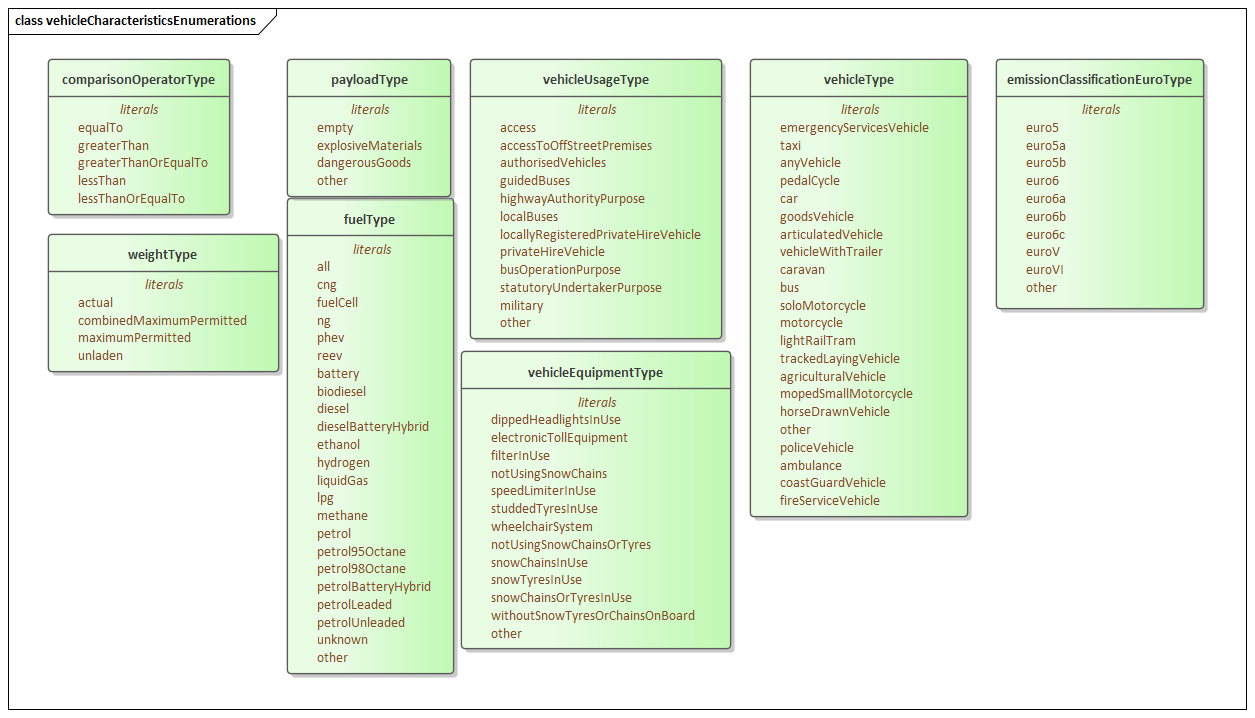 class vehicleCharacteristicsEnumerations
comparisonOperatorType
literals
equalTo
greaterThan
greaterThanOrEqualTo
lessThan
lessThanOrEqualTo
weightType
literals
actual
combinedMaximumPermitted
maximumPermitted
unladen
payloadType
literals
empty
explosiveMaterials
dangerousGoods
other
fuelType
literals
all
cng
fuelCell
ng
phev
reev
battery
biodiesel
diesel
dieselBatteryHybrid
ethanol
hydrogen
liquidGas
lpg
methane
petrol
petrol95Octane
petrol98Octane
petrolBatteryHybrid
petrolLeaded
petrolUnleaded
unknown
other
vehicleUsageType
literals
access
accessToOffStreetPremises
authorisedVehicles
guidedBuses
highwayAuthorityPurpose
localBuses
locallyRegisteredPrivateHireVehicle
privateHireVehicle
busOperationPurpose
statutoryUndertakerPurpose
military
other
vehicleEquipmentType
literals
dippedHeadlightsInUse
electronicTollEquipment
filterInUse
notUsingSnowChains
speedLimiterInUse
studdedTyresInUse
wheelchairSystem
notUsingSnowChainsOrTyres
snowChainsInUse
snowTyresInUse
snowChainsOrTyresInUse
withoutSnowTyresOrChainsOnBoard
other
vehicleType
literals
emergencyServicesVehicle
taxi
anyVehicle
pedalCycle
car
goodsVehicle
articulatedVehicle
vehicleWithTrailer
caravan
bus
soloMotorcycle
motorcycle
lightRailTram
trackedLayingVehicle
agriculturalVehicle
mopedSmallMotorcycle
horseDrawnVehicle
other
policeVehicle
ambulance
coastGuardVehicle
fireServiceVehicle
emissionClassificationEuroType
literals
euro5
euro5a
euro5b
euro6
euro6a
euro6b
euro6c
euroV
euroVI
other